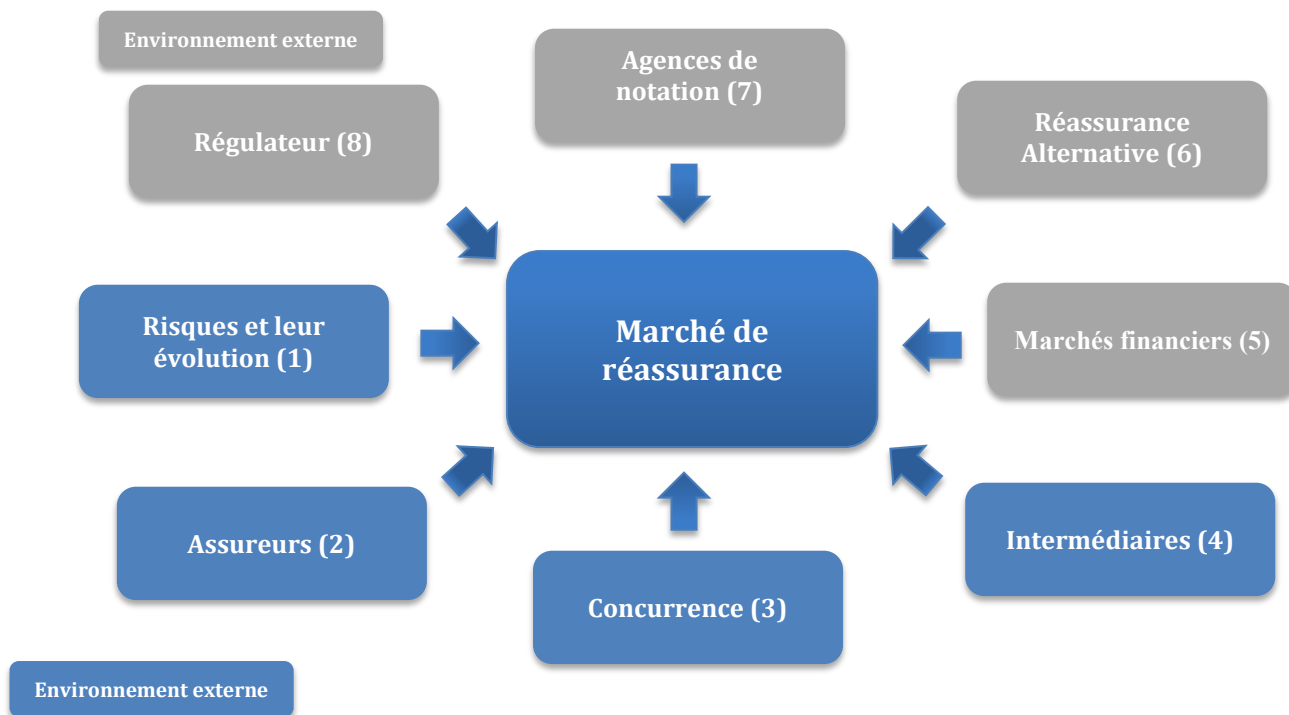 Environnement externe
Régulateur (8)
Agences de
notation (7)
Réassurance
Alternative (6)
Risques et leur
évolution (1)
Marché de
réassurance
Marchés financiers (5)
Assureurs (2)
Concurrence (3)
Intermédiaires (4)
Environnement externe